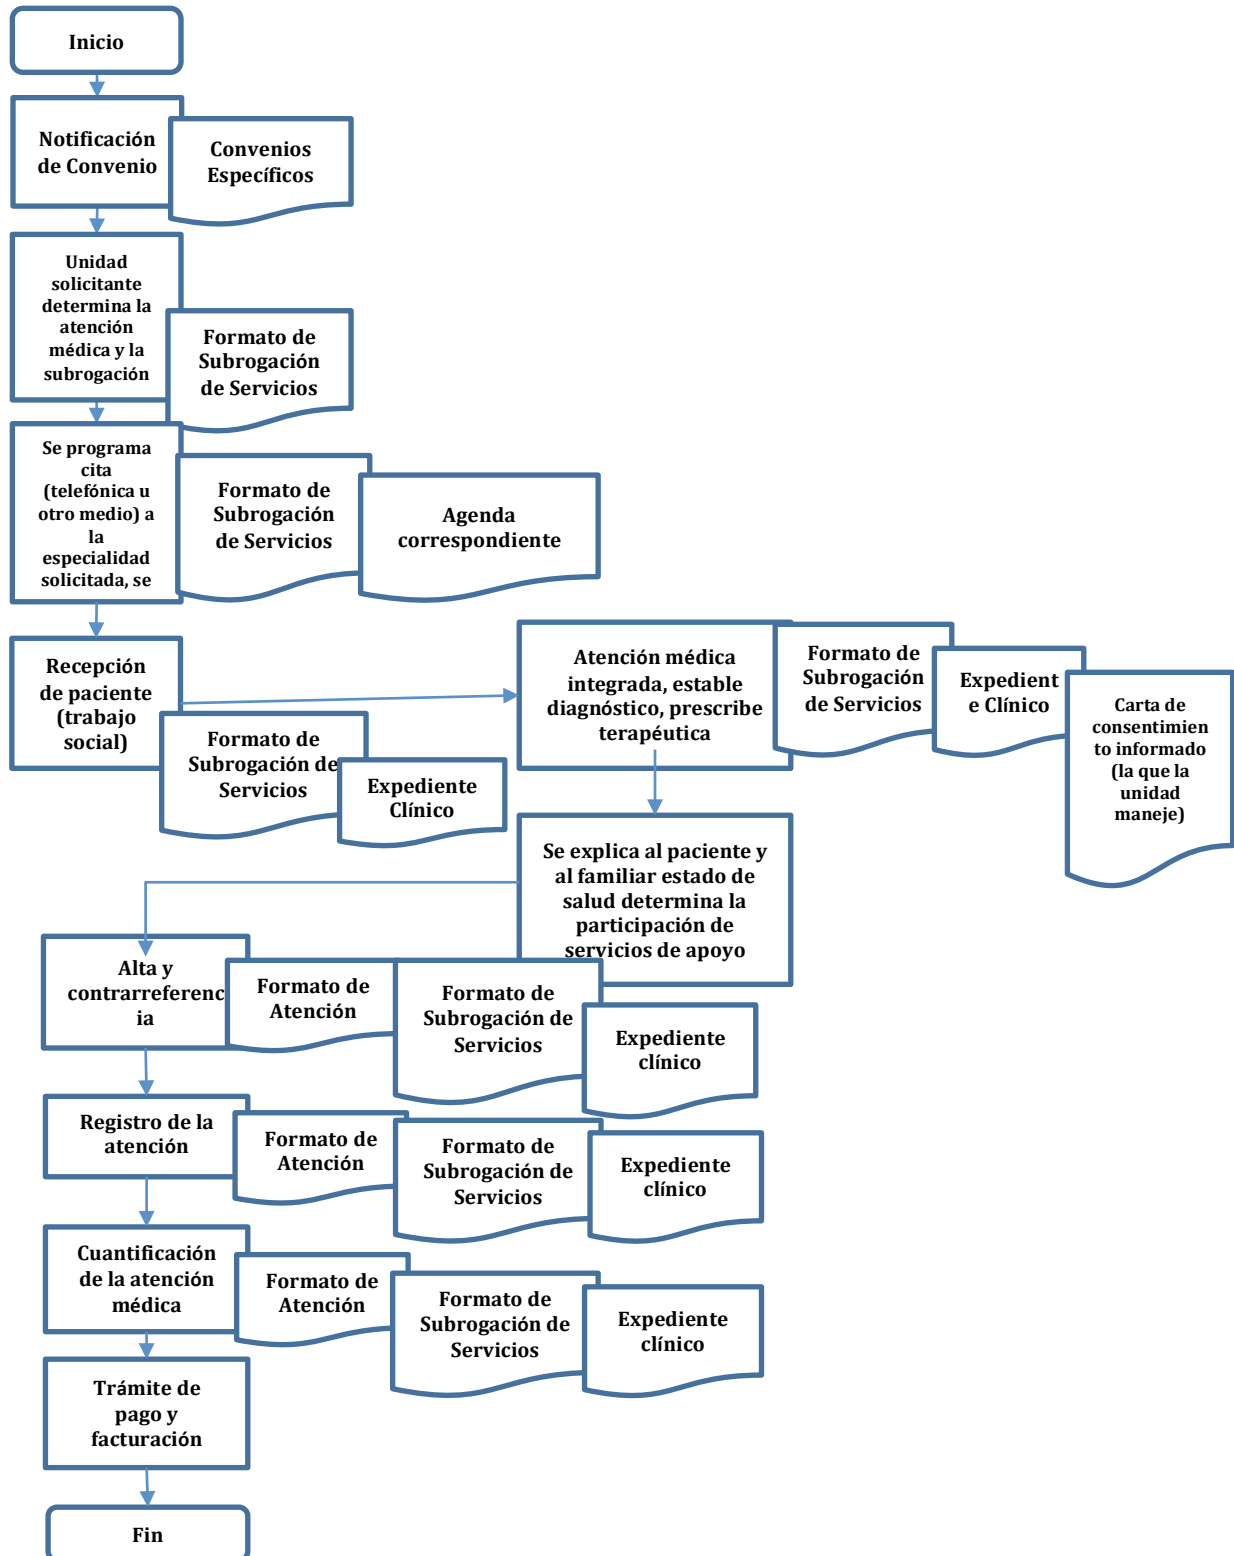 Inicio
Notificación
de Convenio
Convenios
Específicos
Unidad
solicitante
determina la
atención
médica y la
subrogación
Formato de
Subrogación
de Servicios
Se programa
cita
(telefónica u
otro medio) a
la
especialidad
solicitada, se
Formato de
Subrogación
de Servicios
Agenda
correspondiente
Recepción
de paciente
(trabajo
social)
Formato de
Subrogación de
Servicios
Expediente
Clínico
Atención médica
integrada, estable
diagnóstico, prescribe
terapéutica
Formato de
Subrogación
de Servicios
Expedient
e Clínico
Carta de
consentimien
to informado
(la que la
unidad
maneje)
Se explica al paciente y
al familiar estado de
salud determina la
participación de
servicios de apoyo
Alta y
contrarreferenc
ia
Formato de
Atención
Formato de
Subrogación de
Servicios
Expediente
clínico
Registro de la
atención
Formato de
Atención
Formato de
Subrogación de
Servicios
Expediente
clínico
Cuantificación
de la atención
médica
Formato de
Atención
Formato de
Subrogación de
Servicios
Expediente
clínico
Trámite de
pago y
facturación
Fin